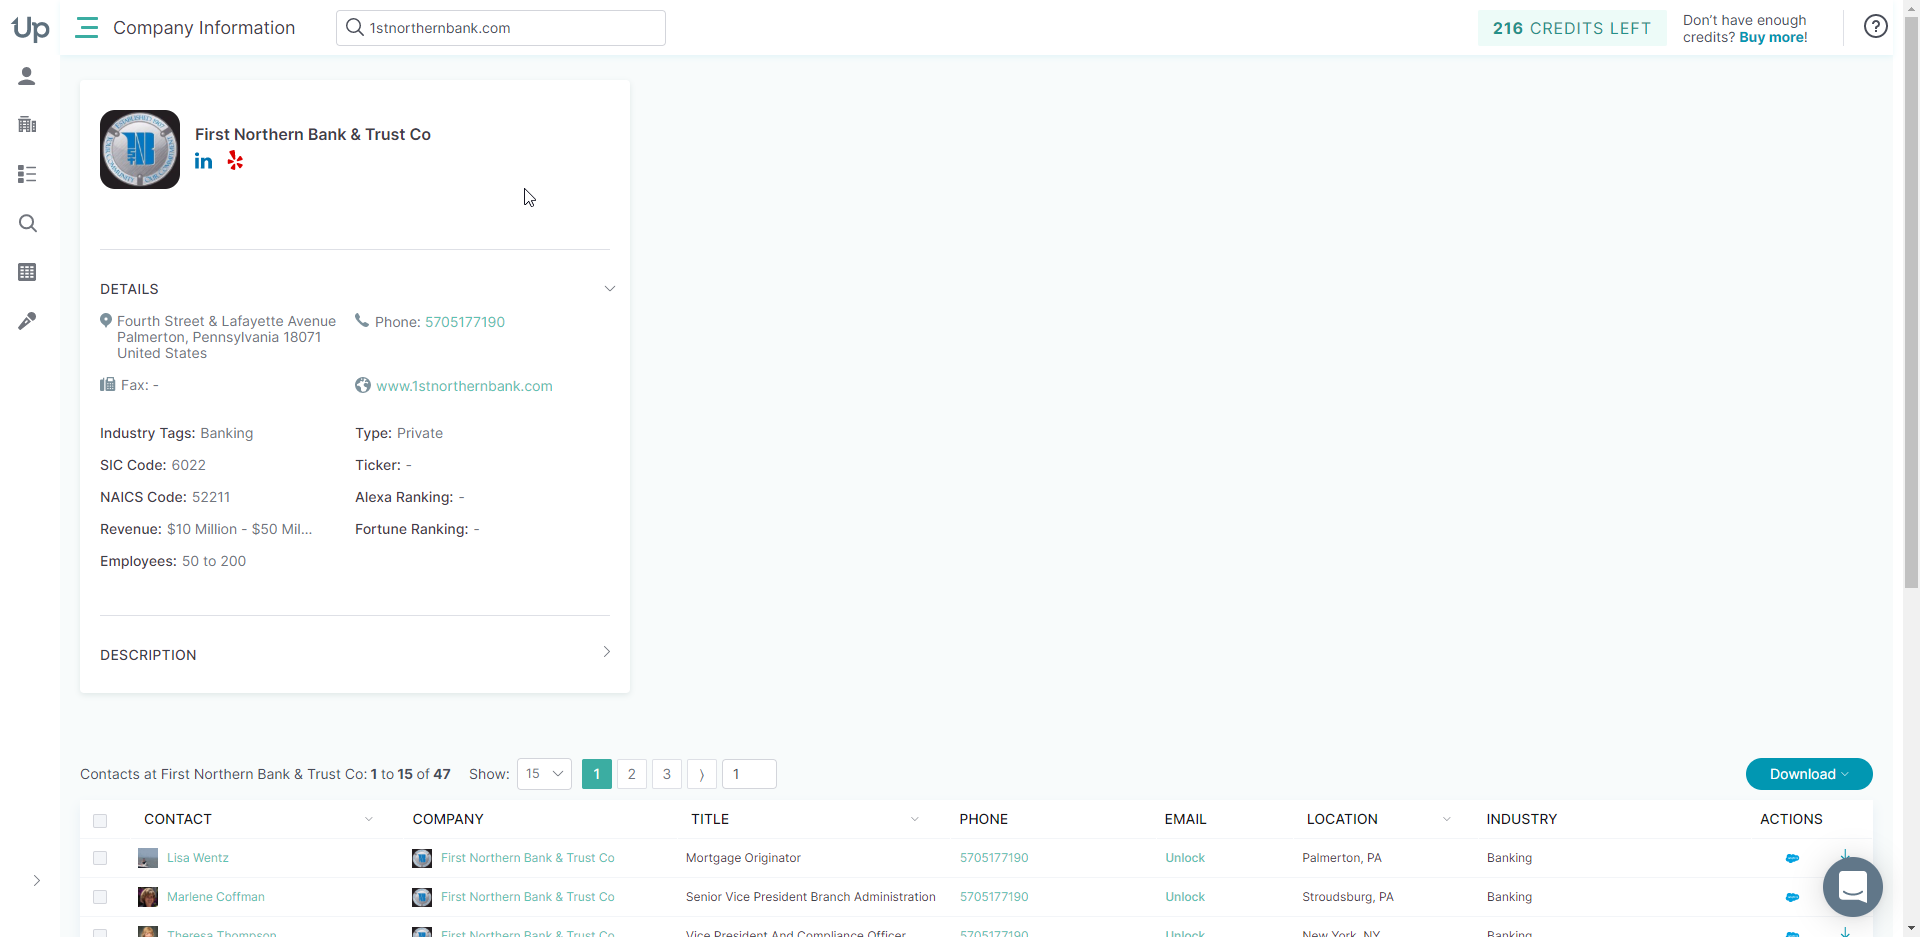 Up
Company Information
1stnorthernbank.com
216 CREDITS LEFT
Don't have enough
credits? Buy more!
First Northern Bank & Trust Co
DETAILS
Fourth Street & Lafayette Avenue
Palmerton, Pennsylvania 18071
United States
Phone: 5705177190
Fax: -
www.1stnorthernbank.com
Industry Tags: Banking
Type: Private
SIC Code: 6022
Ticker: -
NAICS Code: 52211
Alexa Ranking: -
Revenue: $10 Million - $50 Mil...
Fortune Ranking: -
Employees: 50 to 200
DESCRIPTION
Contacts at First Northern Bank & Trust Co: 1 to 15 of 47 Show: 15 1 2 3 ⟩ 1 Download
CONTACT COMPANY TITLE PHONE EMAIL LOCATION INDUSTRY ACTIONS
Lisa Wentz First Northern Bank & Trust Co Mortgage Originator 5705177190 Unlock Palmerton, PA Banking
Marlene Coffman First Northern Bank & Trust Co Senior Vice President Branch Administration 5705177190 Unlock Stroudsburg, PA Banking
Theresa Thompson First Northern Bank & Trust Co Vice President And Compliance Officer 5705177190 Unlock New York, NY Banking